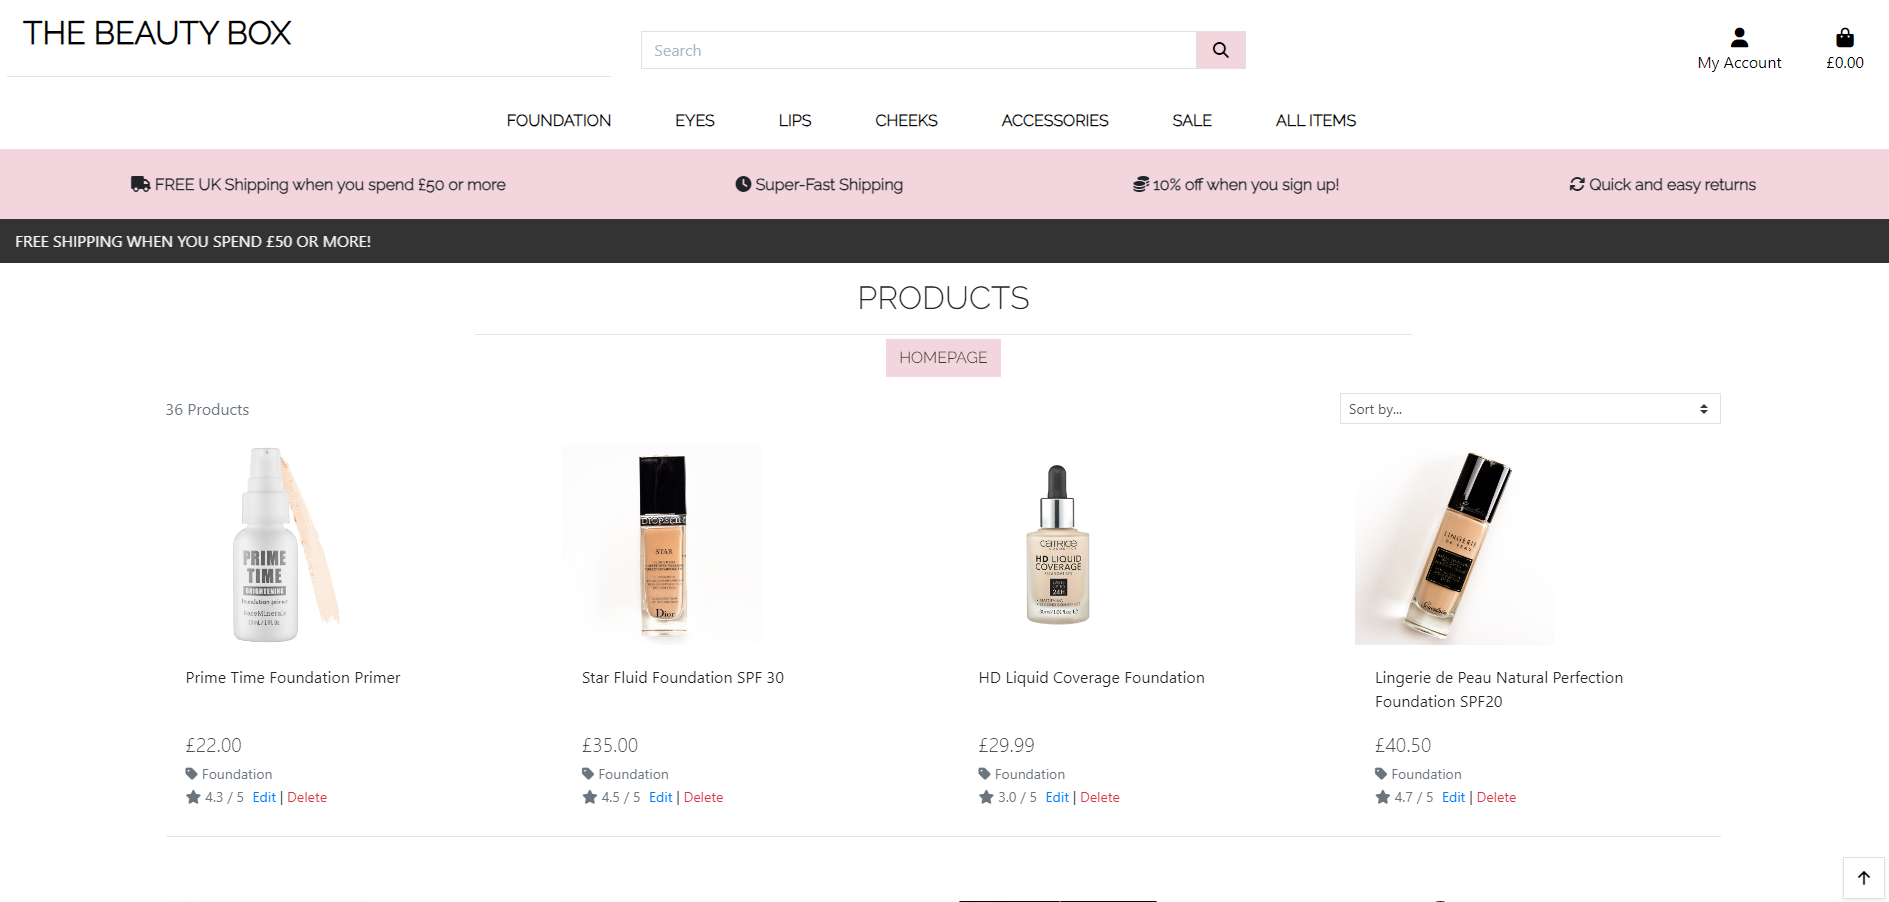 THE BEAUTY BOX
Search
My Account
£0.00
FOUNDATION EYES LIPS CHEEKS ACCESSORIES SALE ALL ITEMS
FREE UK Shipping when you spend £50 or more
Super-Fast Shipping
10% off when you sign up!
Quick and easy returns
FREE SHIPPING WHEN YOU SPEND £50 OR MORE!
PRODUCTS
HOMEPAGE
36 Products
Sort by...
PRIME
TIME
BRIGHTENING
foundation primer
bareMinerals
STAR
Dior
CATRICE
HD LIQUID
COVERAGE
FOUNDATION
24H
LINGERIE
DE PEAU
Guerlain
Prime Time Foundation Primer
£22.00
Foundation
4.3 / 5 Edit | Delete
Star Fluid Foundation SPF 30
£35.00
Foundation
4.5 / 5 Edit | Delete
HD Liquid Coverage Foundation
£29.99
Foundation
3.0 / 5 Edit | Delete
Lingerie de Peau Natural Perfection
Foundation SPF20
£40.50
Foundation
4.7 / 5 Edit | Delete